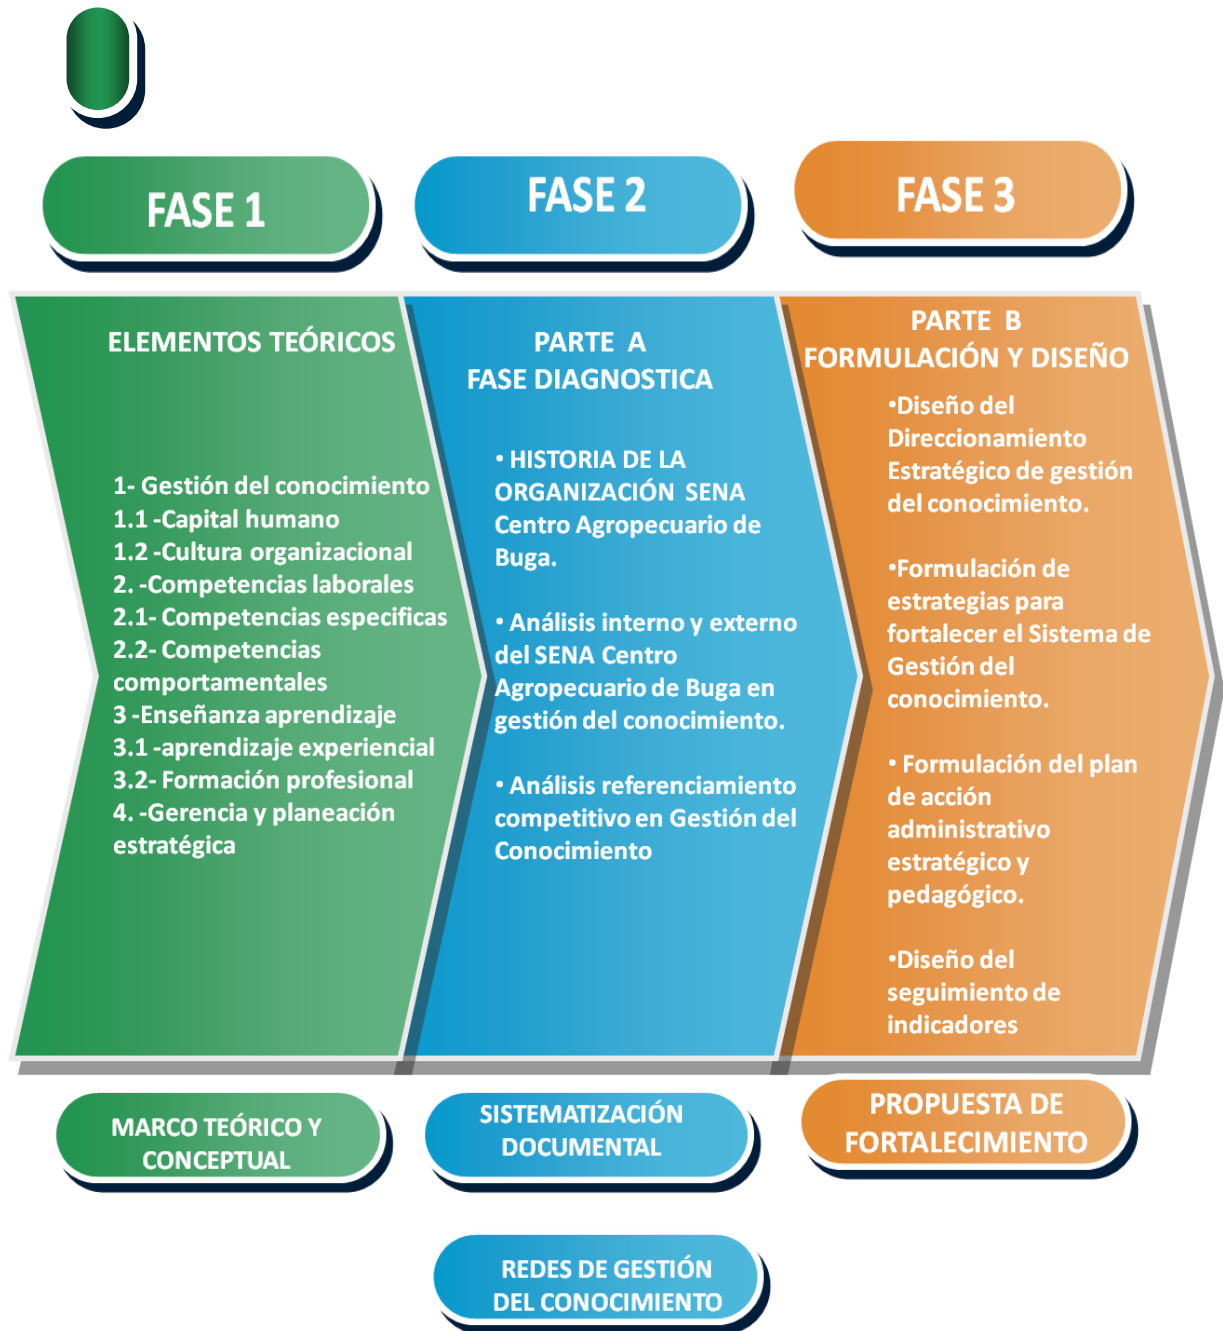 FASE 1
FASE 2
FASE 3
ELEMENTOS TEÓRICOS
1- Gestión del conocimiento
1.1 -Capital humano
1.2 -Cultura organizacional
2. -Competencias laborales
2.1- Competencias especificas
2.2- Competencias
comportamentales
3 -Enseñanza aprendizaje
3.1 -aprendizaje experiencial
3.2- Formación profesional
4. -Gerencia y planeación
estratégica
PARTE A
FASE DIAGNOSTICA
• HISTORIA DE LA
ORGANIZACIÓN SENA
Centro Agropecuario de
Buga.
• Análisis interno y externo
del SENA Centro
Agropecuario de Buga en
gestión del conocimiento.
• Análisis referenciamiento
competitivo en Gestión del
Conocimiento
PARTE B
FORMULACIÓN Y DISEÑO
•Diseño del
Direccionamiento
Estratégico de gestión
del conocimiento.
•Formulación de
estrategias para
fortalecer el Sistema de
Gestión del
conocimiento.
• Formulación del plan
de acción
administrativo
estratégico y
pedagógico.
•Diseño del
seguimiento de
indicadores
MARCO TEÓRICO Y
CONCEPTUAL
SISTEMATIZACIÓN
DOCUMENTAL
PROPUESTA DE
FORTALECIMIENTO
REDES DE GESTIÓN
DEL CONOCIMIENTO